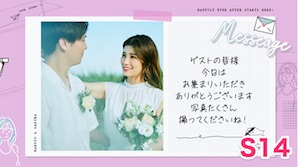 HAPPILY EVER AFTER STARTS HERE!
Message
ゲストの皆様
今日は
お集まりいただき
ありがとうございます
写真たくさん
撮ってくださいね!
S14